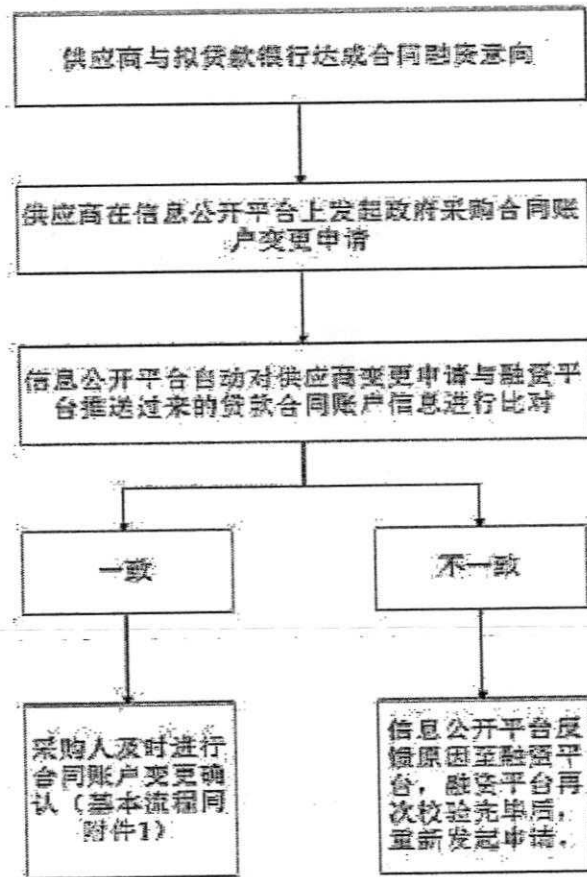 供应商与拟贷款银行达成合同融资意向
供应商在信息公开平台上发起政府采购合同账
户变更申请
信息公开平台自动对供应商变更申请与融资平
台推送过来的贷款合同账户信息进行比对
一致
不一致
采购人及时进行
合同账户变更确
认（基本流程同
附件1）
信息公开平台反
馈原因至融资平
台，融资平台再
次校验完毕后，
重新发起申请。